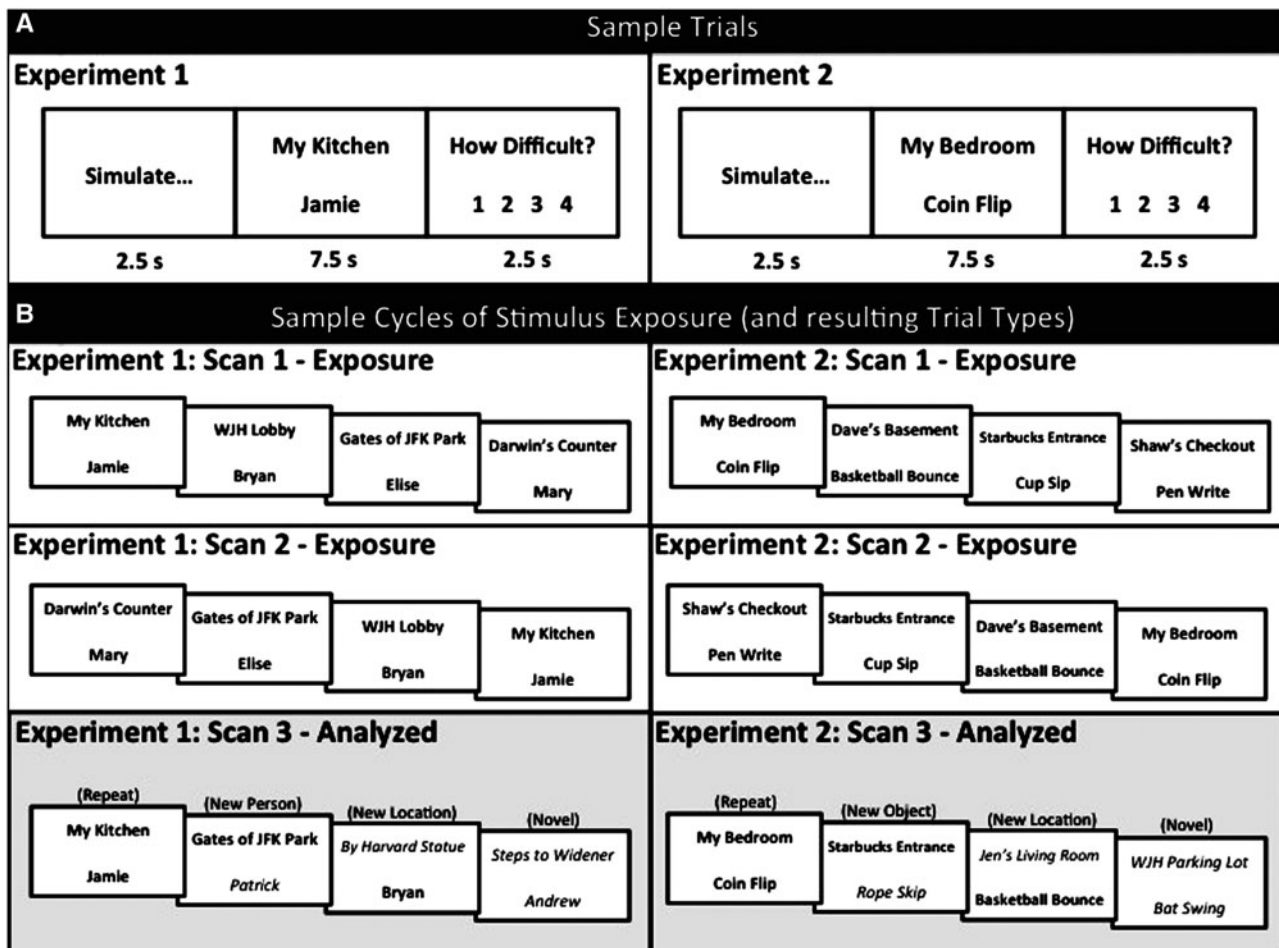 A
Sample Trials
Experiment 1
Simulate...
My Kitchen
Jamie
How Difficult?
1 2 3 4
2.5 s
7.5 s
2.5 s
Experiment 2
Simulate...
My Bedroom
Coin Flip
How Difficult?
1 2 3 4
2.5 s
7.5 s
2.5 s
B
Sample Cycles of Stimulus Exposure (and resulting Trial Types)
Experiment 1: Scan 1 - Exposure
My Kitchen
Jamie
WJH Lobby
Bryan
Gates of JFK Park
Elise
Darwin's Counter
Mary
Experiment 2: Scan 1 - Exposure
My Bedroom
Coin Flip
Dave's Basement
Basketball Bounce
Starbucks Entrance
Cup Sip
Shaw's Checkout
Pen Write
Experiment 1: Scan 2 - Exposure
Darwin's Counter
Mary
Gates of JFK Park
Elise
WJH Lobby
Bryan
My Kitchen
Jamie
Experiment 2: Scan 2 - Exposure
Shaw's Checkout
Pen Write
Starbucks Entrance
Cup Sip
Dave's Basement
Basketball Bounce
My Bedroom
Coin Flip
Experiment 1: Scan 3 - Analyzed
(Repeat)
My Kitchen
Jamie
(New Person)
Gates of JFK Park
Patrick
(New Location)
By Harvard Statue
Bryan
(Novel)
Steps to Widener
Andrew
Experiment 2: Scan 3 - Analyzed
(Repeat)
My Bedroom
Coin Flip
(New Object)
Starbucks Entrance
Rope Skip
(New Location)
Jen's Living Room
Basketball Bounce
(Novel)
WJH Parking Lot
Bat Swing